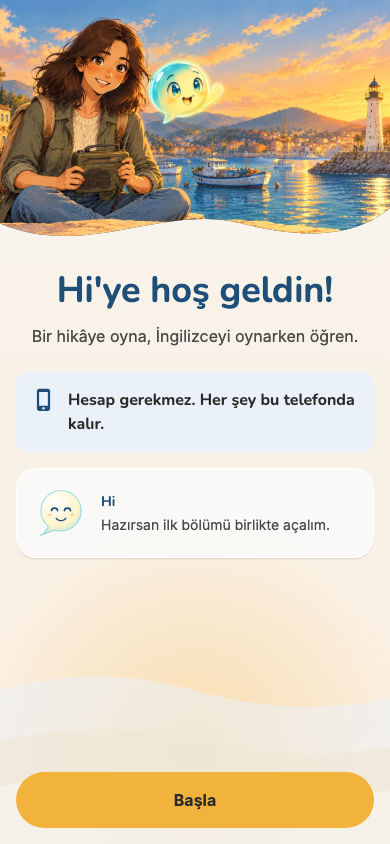 Hi'ye hoş geldin!
Bir hikâye oyna, İngilizceyi oynarken öğren.
Hesap gerekmez. Her şey bu telefonda
kalır.
Hi
Hazırsan ilk bölümü birlikte açalım.
Başla